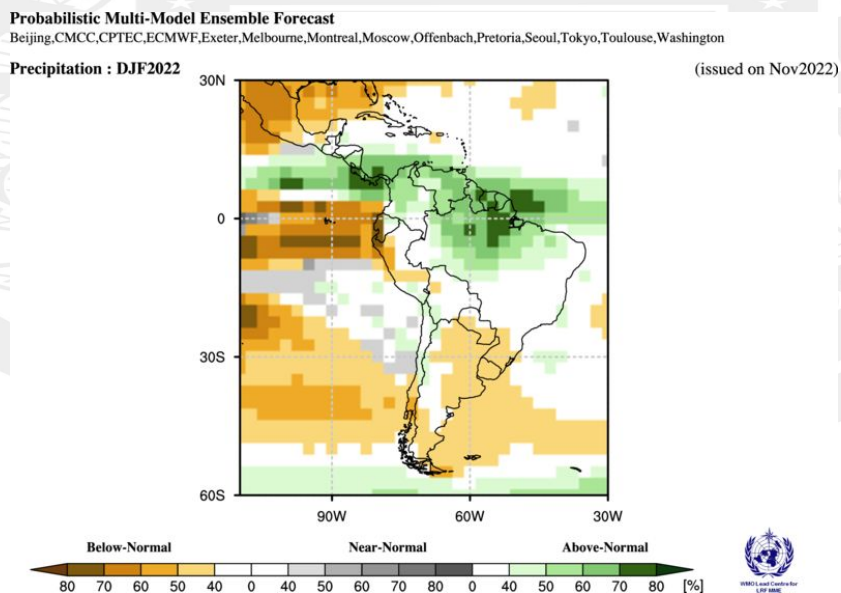 Probabilistic Multi-Model Ensemble Forecast
Beijing,CMCC,CPTEC,ECMWF,Exeter,Melbourne,Montreal,Moscow,Offenbach,Pretoria,Seoul,Tokyo,Toulouse,Washington
Precipitation : DJF2022 (issued on Nov2022)
30N
0
30S
60S
90W 60W 30W
Below-Normal Near-Normal Above-Normal
80 70 60 50 40 0 40 50 60 70 80 0 40 50 60 70 80 [%]
WMO Lead Centre for
LRF MME